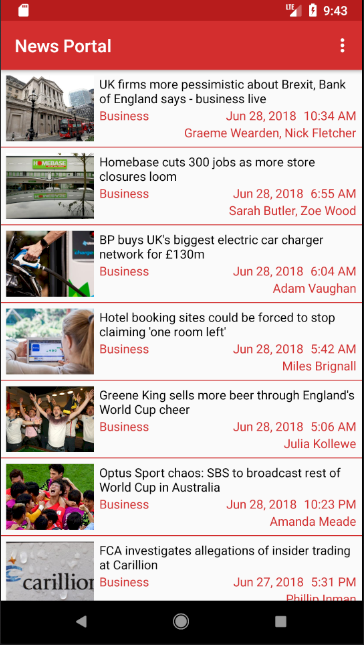 LTE 9:43
News Portal
UK firms more pessimistic about Brexit, Bank
of England says - business live
Business Jun 28, 2018 10:34 AM
Graeme Wearden, Nick Fletcher
HOMEBASE
Homebase cuts 300 jobs as more store
closures loom
Business Jun 28, 2018 6:55 AM
Sarah Butler, Zoe Wood
BP buys UK's biggest electric car charger
network for £130m
Business Jun 28, 2018 6:04 AM
Adam Vaughan
Hotel booking sites could be forced to stop
claiming 'one room left'
Business Jun 28, 2018 5:42 AM
Miles Brignall
Greene King sells more beer through England's
World Cup cheer
Business Jun 28, 2018 5:06 AM
Julia Kollewe
Optus Sport chaos: SBS to broadcast rest of
World Cup in Australia
Business Jun 28, 2018 10:23 PM
Amanda Meade
FCA investigates allegations of insider trading
at Carillion
carillion
Business Jun 27, 2018 5:31 PM
Phillip Inman